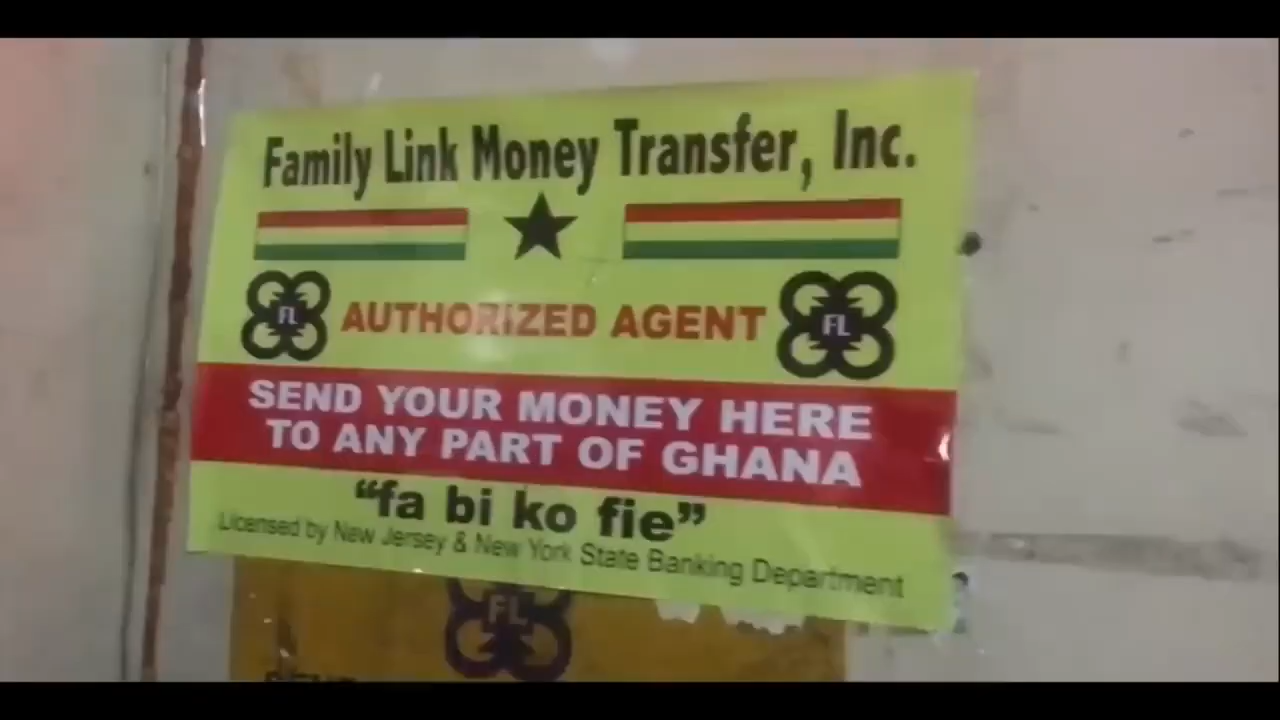 Family Link Money Transfer, Inc.
FL
AUTHORIZED AGENT
FL
SEND YOUR MONEY HERE
TO ANY PART OF GHANA
“fa bi ko fie”
Licensed by New Jersey & New York State Banking Department
FL